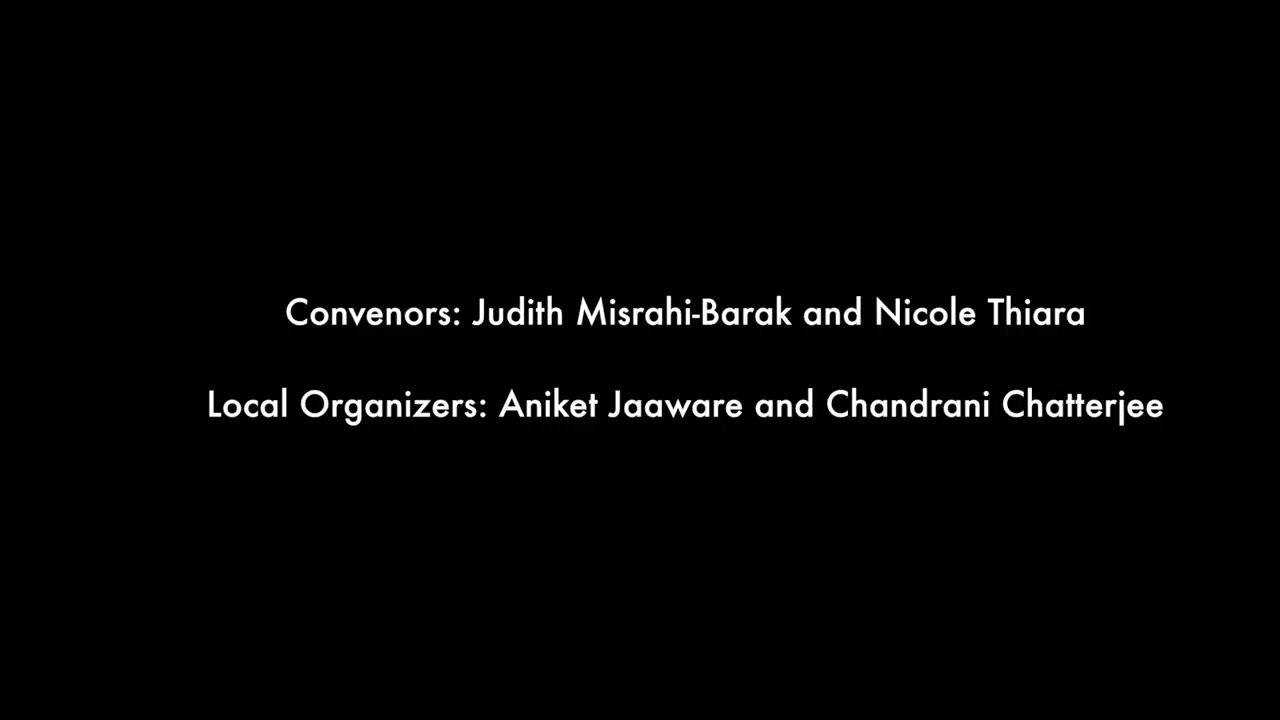 Convenors: Judith Misrahi-Barak and Nicole Thiara
Local Organizers: Aniket Jaaware and Chandrani Chatterjee